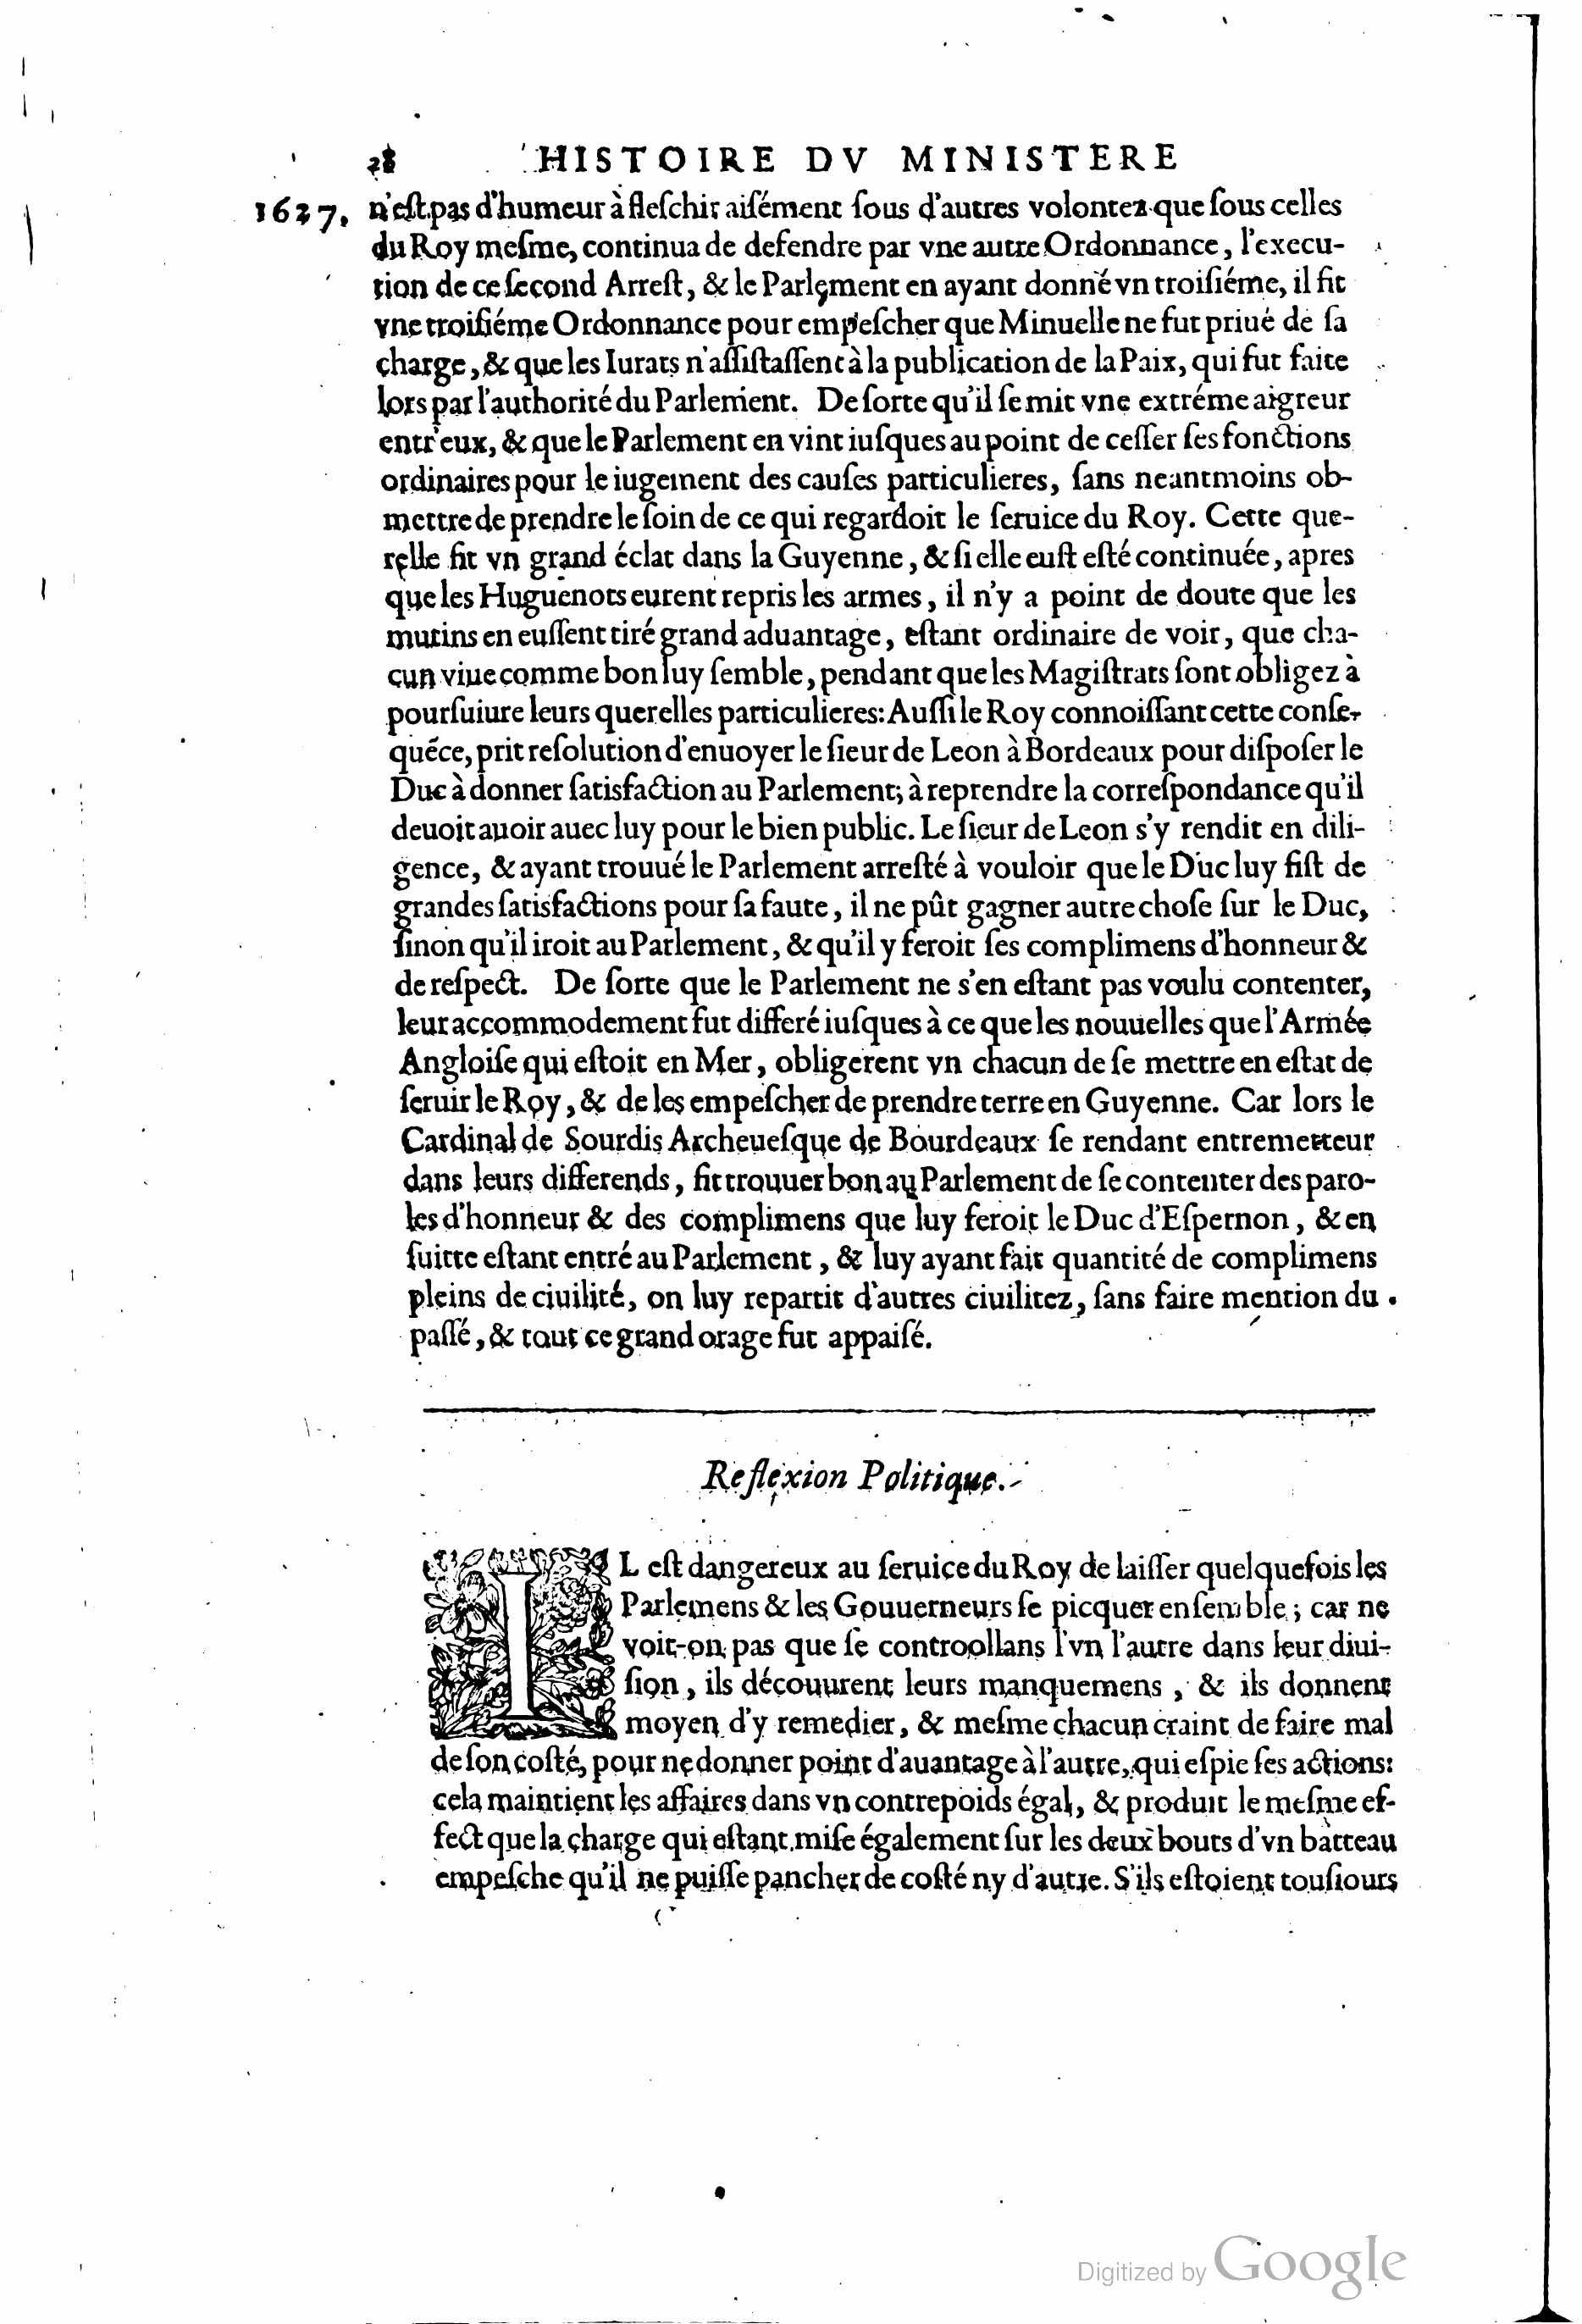 28 HISTOIRE DV MINISTERE
1627. n'eſt pas d'humeur à fleſchir aiſément ſous d'autres volontez que ſous celles
du Roy meſme, continua de defendre par vne autre Ordonnance, l'execu-
tion de ce ſecond Arreſt, & le Parlement en ayant donné vn troiſiéme, il fit
vne troiſiéme Ordonnance pour empeſcher que Minuelle ne fut priué de ſa
charge, & que les Iurats n'aſſiſtaſſent à la publication de la Paix, qui fut faite
lors par l'authorité du Parlement. De ſorte qu'il ſe mit vne extréme aigreur
entr'eux, & que le Parlement en vint iuſques au point de ceſſer ſes fonctions
ordinaires pour le iugement des cauſes particulieres, ſans neantmoins ob-
mettre de prendre le ſoin de ce qui regardoit le ſeruice du Roy. Cette que-
relle fit vn grand éclat dans la Guyenne, & ſi elle euſt eſté continuée, apres
que les Huguenots eurent repris les armes, il n'y a point de doute que les
mutins en euſſent tiré grand aduantage, eſtant ordinaire de voir, que cha-
cun viue comme bon luy ſemble, pendant que les Magiſtrats ſont obligez à
pourſuiure leurs querelles particulieres: Auſſi le Roy connoiſſant cette conſe-
quẽce, prit reſolution d'enuoyer le ſieur de Leon à Bordeaux pour diſpoſer le
Duc à donner ſatisfaction au Parlement; à reprendre la correſpondance qu'il
deuoit auoir auec luy pour le bien public. Le ſieur de Leon s'y rendit en dili-
gence, & ayant trouué le Parlement arreſté à vouloir que le Duc luy fiſt de
grandes ſatisfactions pour ſa faute, il ne pût gagner autre choſe ſur le Duc,
ſinon qu'il iroit au Parlement, & qu'il y feroit ſes complimens d'honneur &
de reſpect. De ſorte que le Parlement ne s'en eſtant pas voulu contenter,
leur accommodement fut differé iuſques à ce que les nouuelles que l'Armée
Angloiſe qui eſtoit en Mer, obligerent vn chacun de ſe mettre en eſtat de
ſeruir le Roy, & de les empeſcher de prendre terre en Guyenne. Car lors le
Cardinal de Sourdis Archeueſque de Bourdeaux ſe rendant entremetteur
dans leurs differends, fit trouuer bon au Parlement de ſe contenter des paro-
les d'honneur & des complimens que luy feroit le Duc d'Eſpernon, & en
ſuitte eſtant entré au Parlement, & luy ayant fait quantité de complimens
pleins de ciuilité, on luy repartit d'autres ciuilitez, ſans faire mention du
paſſé, & tout ce grand orage fut appaiſé.
Reflexion Politique.
IL eſt dangereux au ſeruice du Roy de laiſſer quelquefois les
Parlemens & les Gouuerneurs ſe picquer enſemble; car ne
voit-on pas que ſe controollans l'vn l'autre dans leur diui-
ſion, ils découurent leurs manquemens, & ils donnent
moyen d'y remedier, & meſme chacun craint de faire mal
de ſon coſté, pour ne donner point d'auantage à l'autre, qui eſpie ſes actions:
cela maintient les affaires dans vn contrepoids égal, & produit le meſme ef-
fect que la charge qui eſtant miſe également ſur les deux bouts d'vn batteau
empeſche qu'il ne puiſſe pancher de coſté ny d'autre. S'ils eſtoient touſiours
Digitized by Google